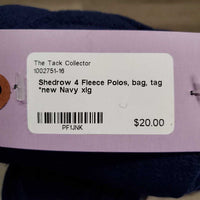 The Tack Collector
1002751-16
Shedrow 4 Fleece Polos, bag, tag
*new Navy xlg
PF1JNK
$20.00